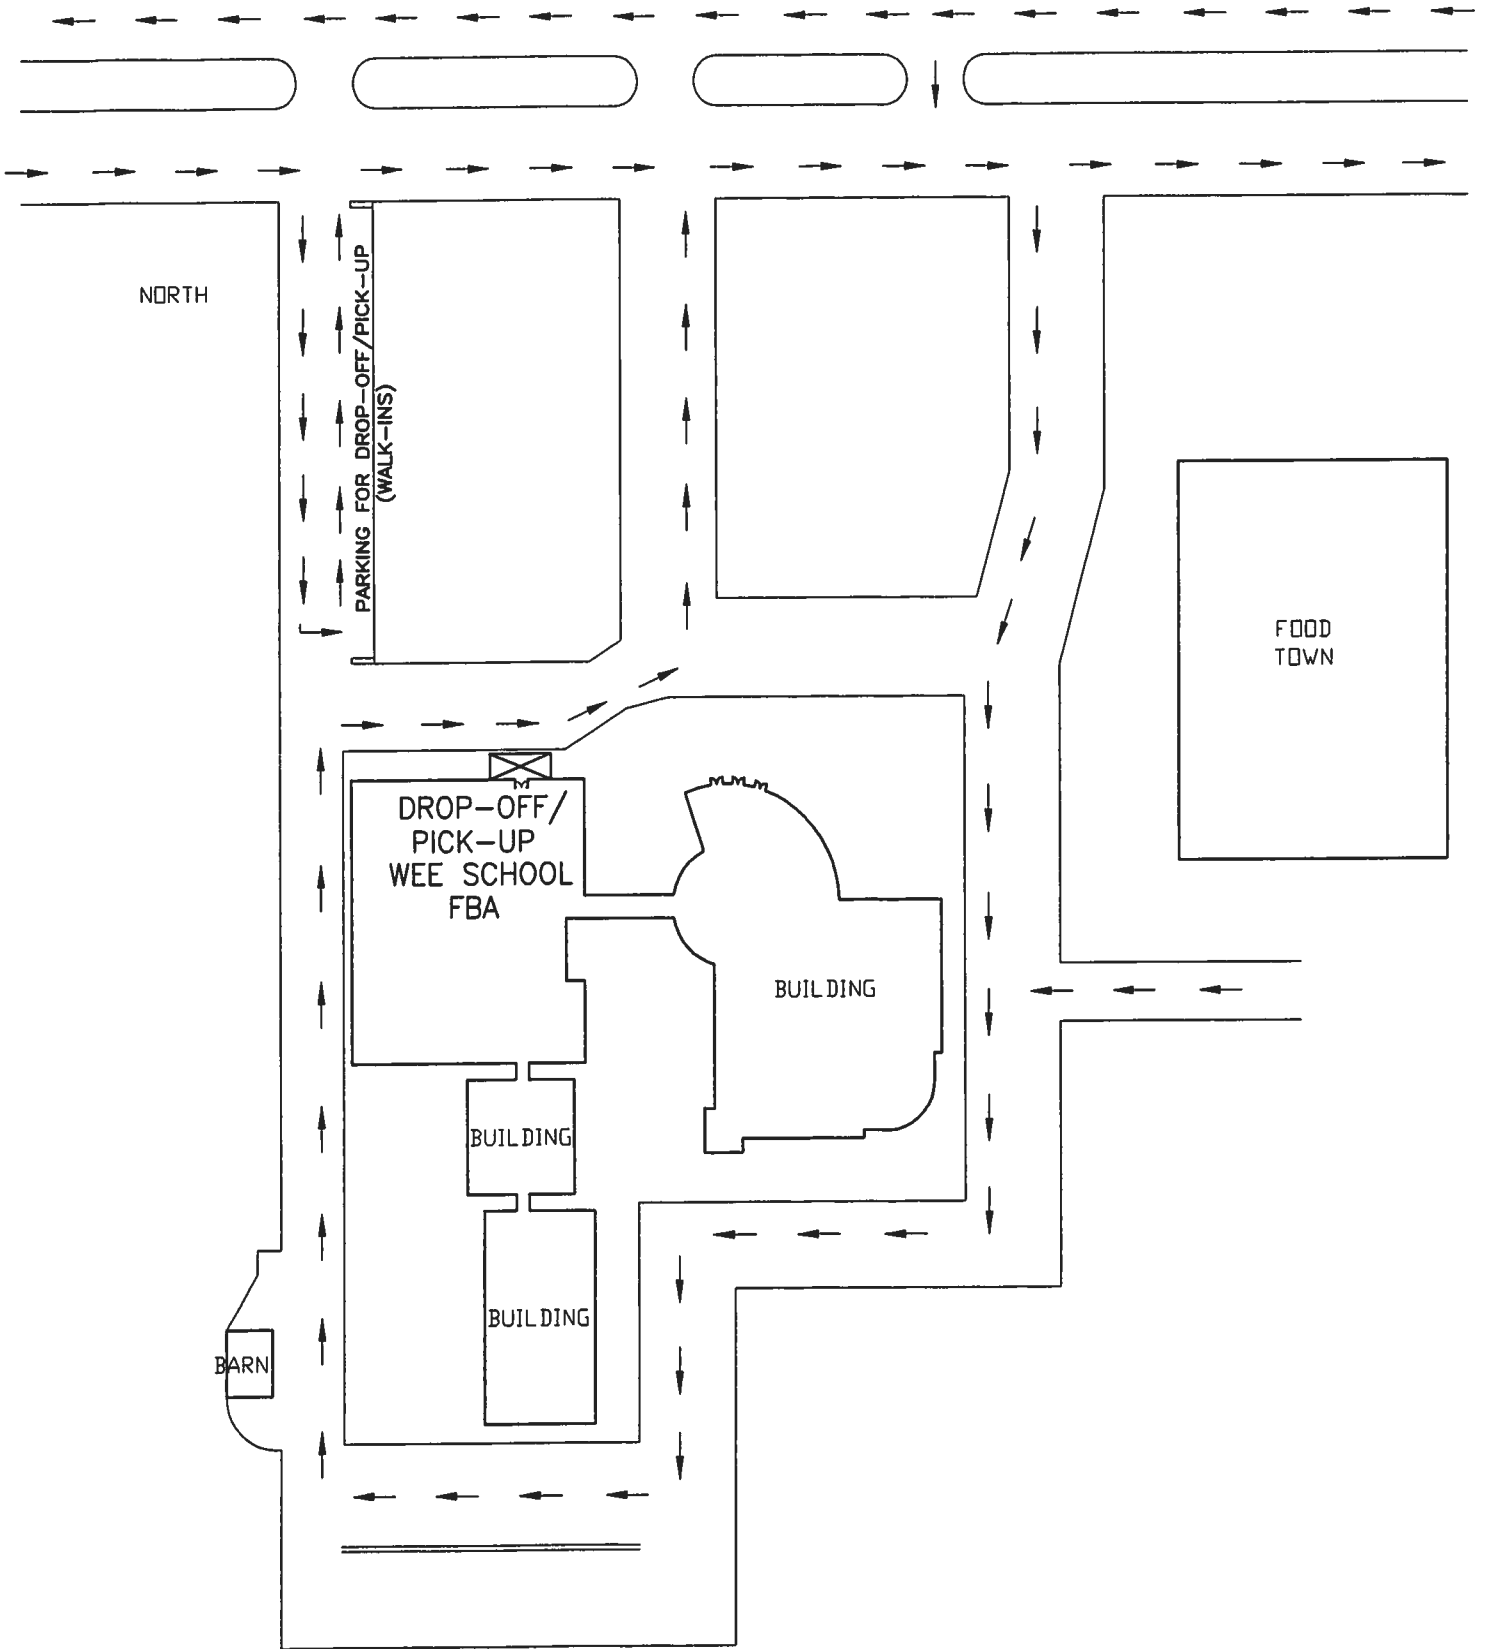 NORTH
PARKING FOR DROP-OFF/PICK-UP
(WALK-INS)
FOOD
TOWN
DROP-OFF/
PICK-UP
WEE SCHOOL
FBA
BUILDING
BUILDING
BUILDING
BARN